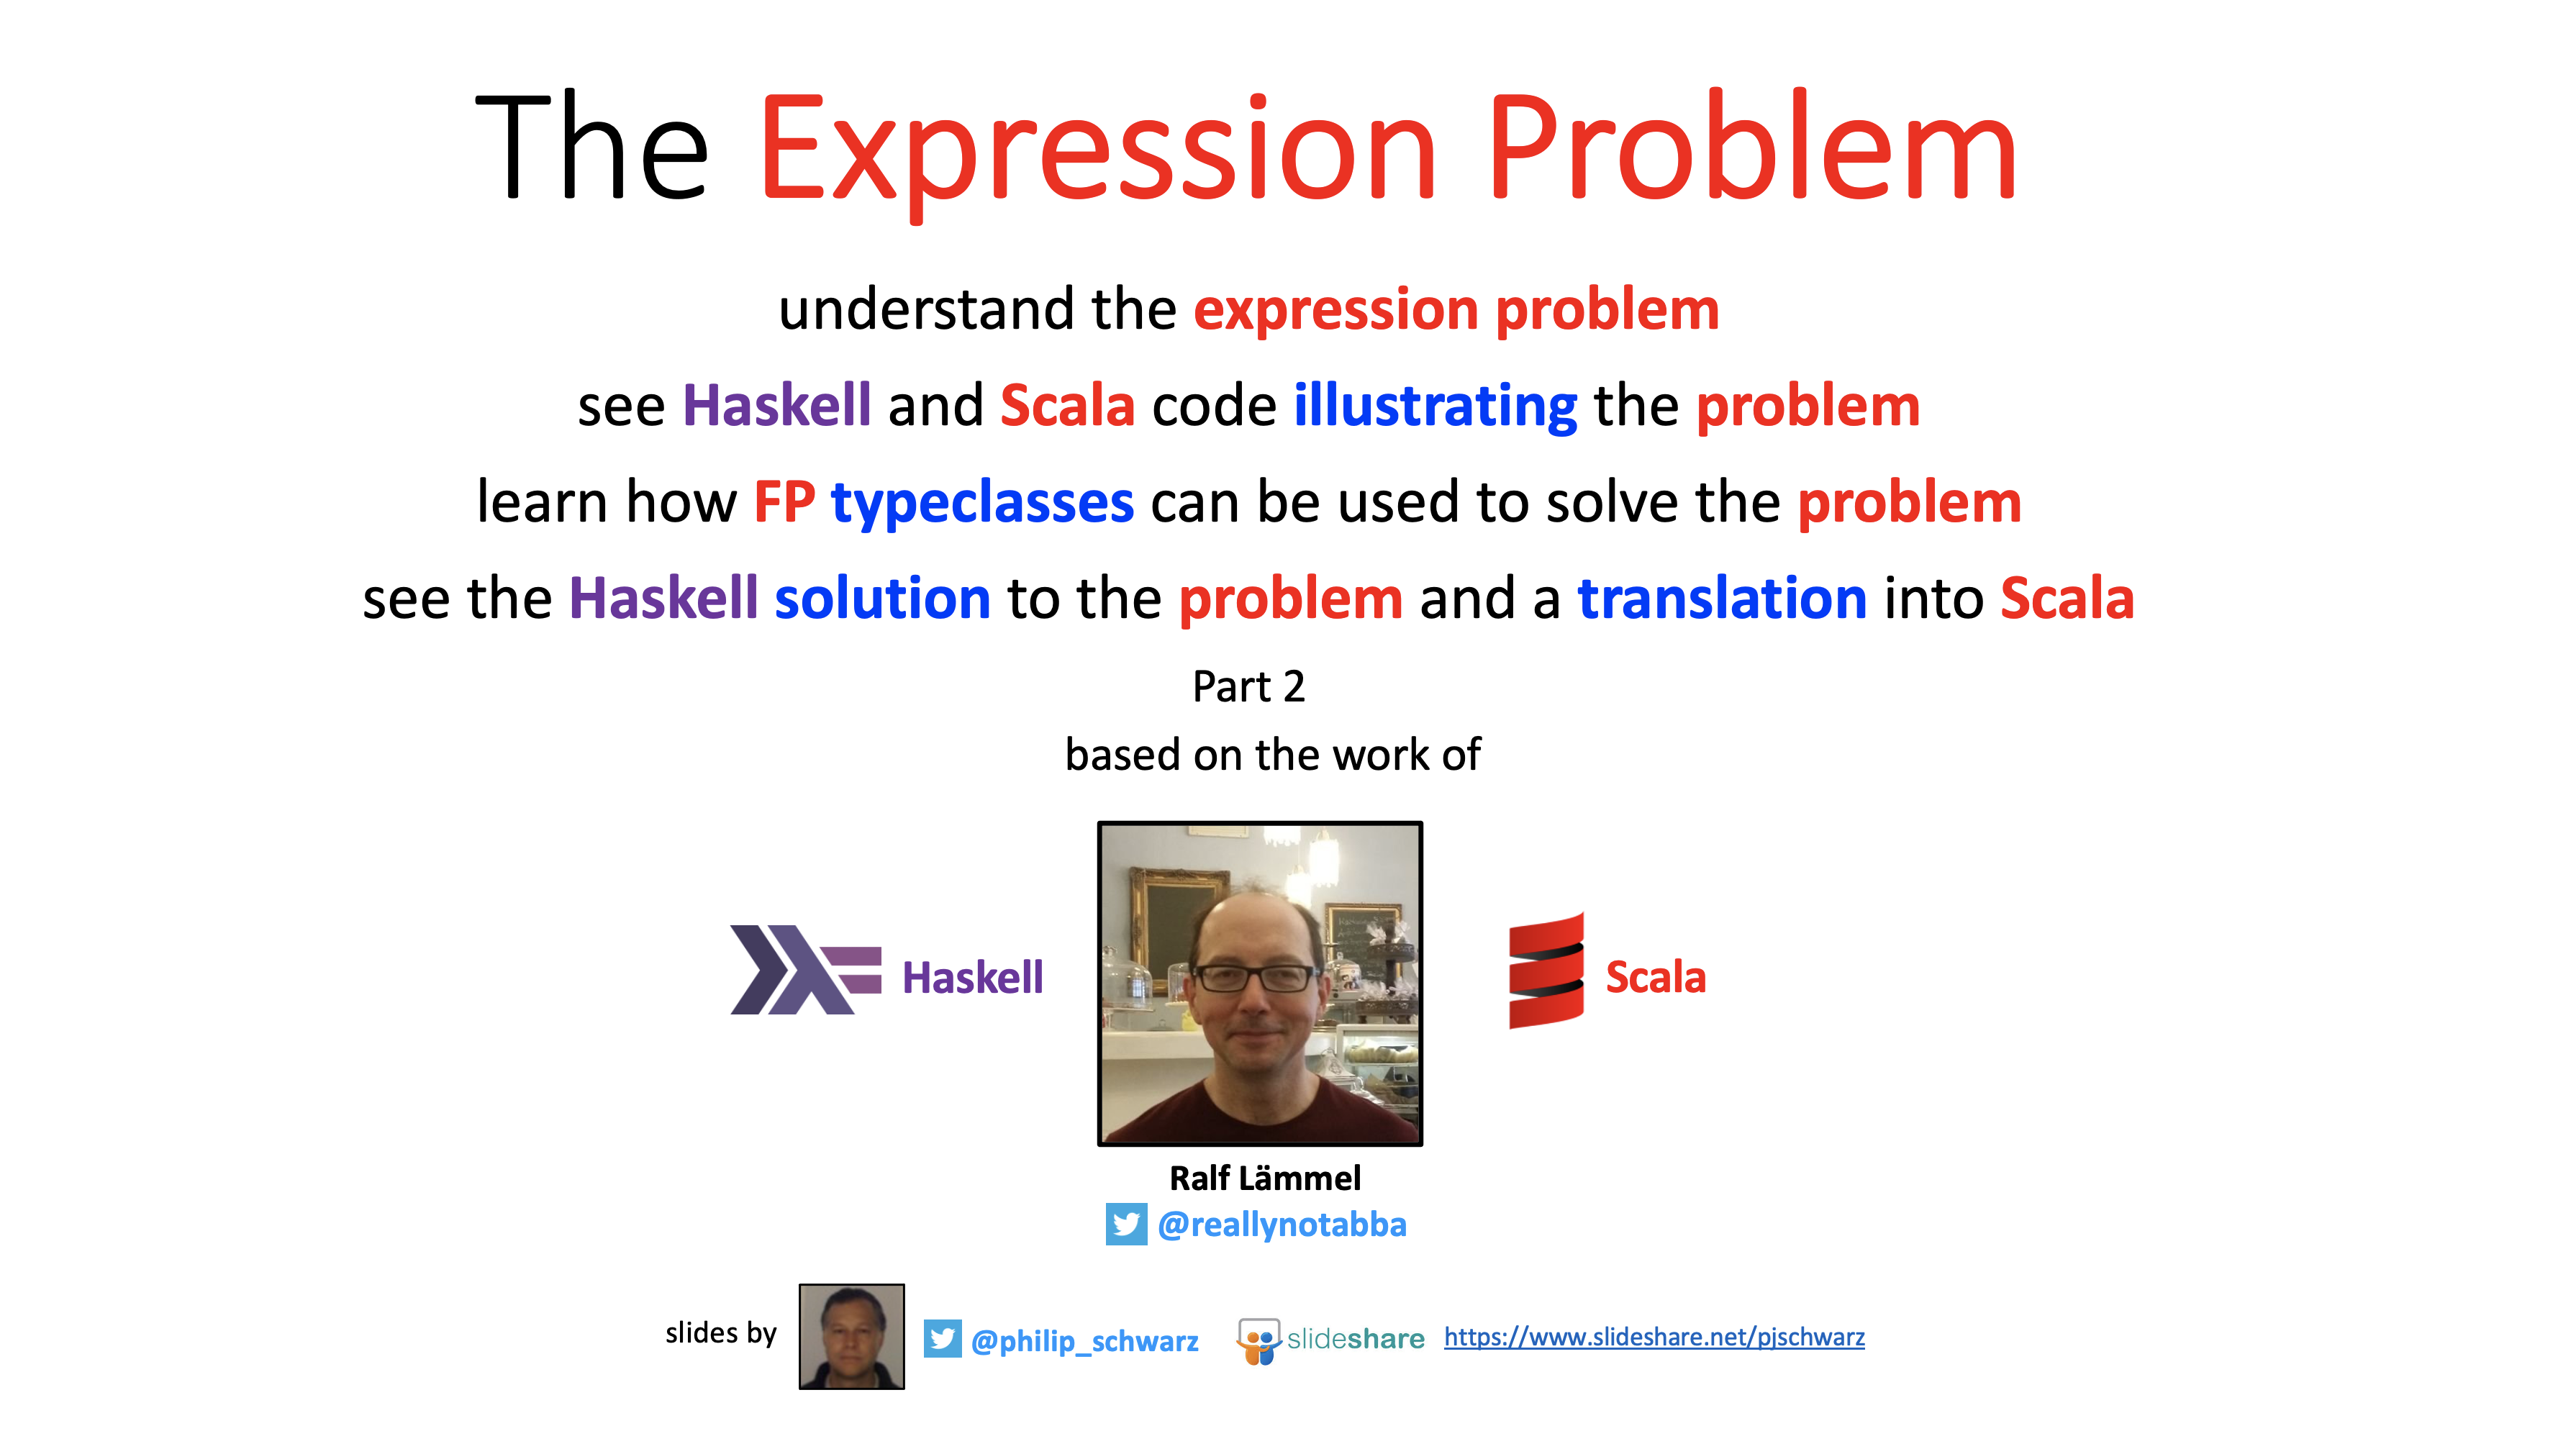 The Expression Problem
understand the expression problem
see Haskell and Scala code illustrating the problem
learn how FP typeclasses can be used to solve the problem
see the Haskell solution to the problem and a translation into Scala
Part 2
based on the work of
Haskell
Scala
Ralf Lämmel
@reallynotabba
slides by
@philip_schwarz
slideshare
https://www.slideshare.net/pjschwarz